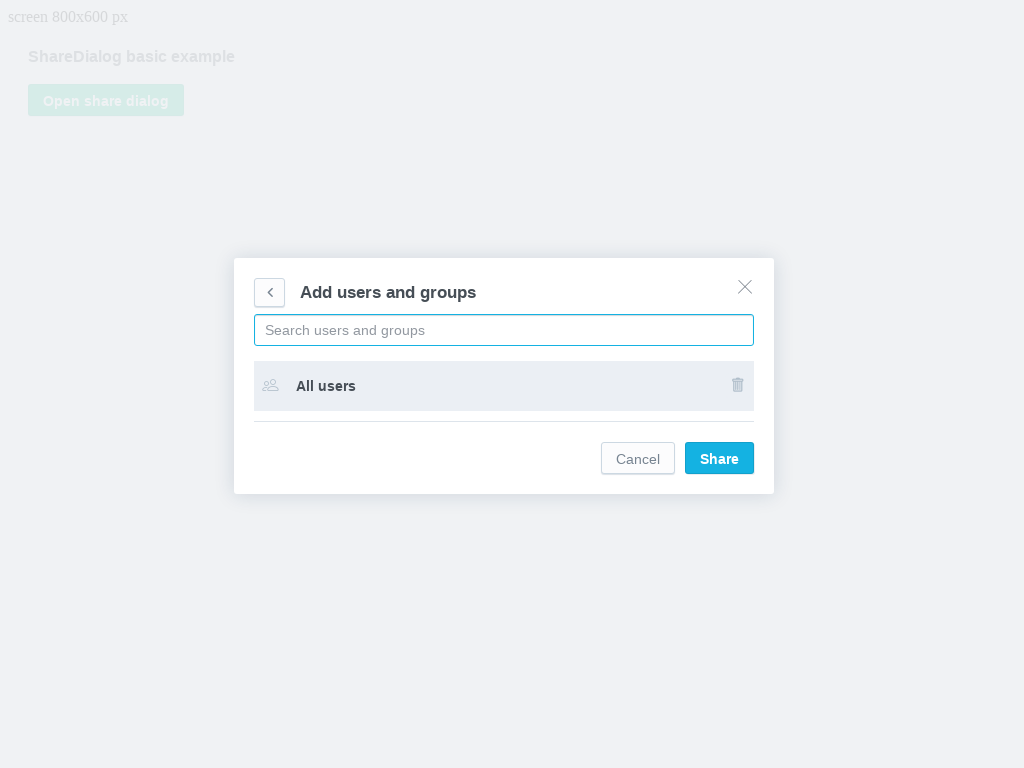 screen 800x600 px
ShareDialog basic example
Open share dialog
Add users and groups
Search users and groups
All users
Cancel
Share